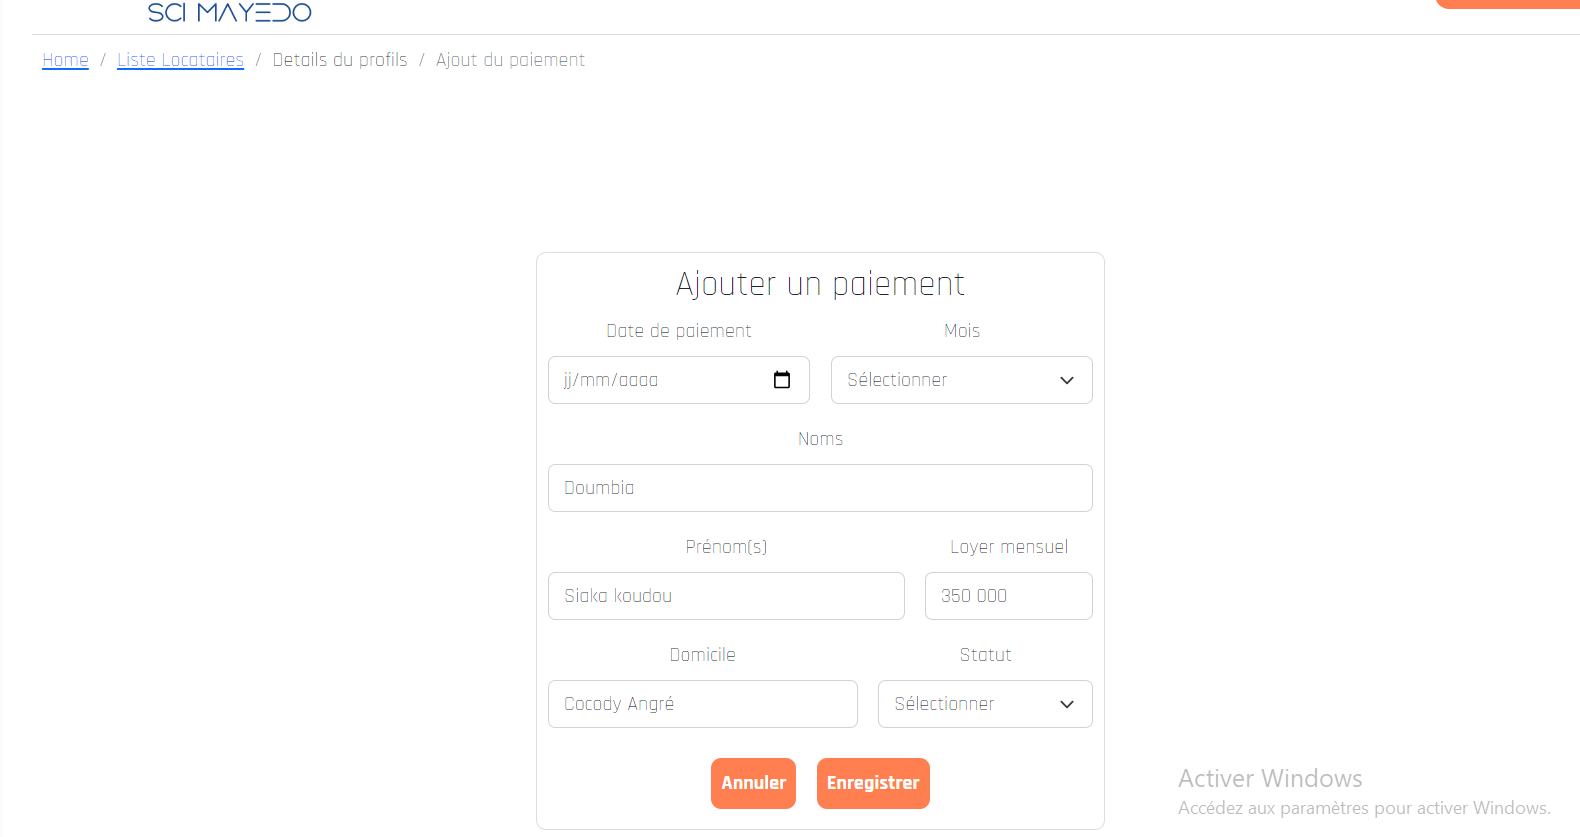 SCI MAYEDO
Home / Liste Locataires / Details du profils / Ajout du paiement
Ajouter un paiement
Date de paiement Mois
jj/mm/aaaa Sélectionner
Noms
Doumbia
Prénom(s) Loyer mensuel
Siaka koudou 350 000
Domicile Statut
Cocody Angré Sélectionner
Annuler Enregistrer
Activer Windows
Accédez aux paramètres pour activer Windows.